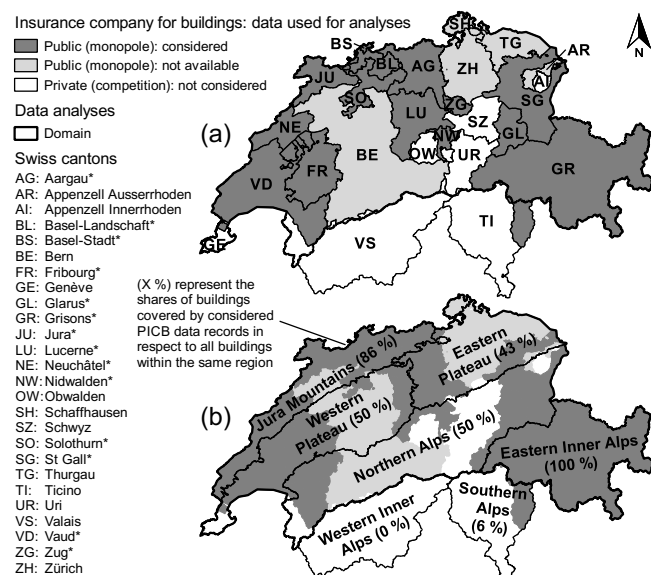 Insurance company for buildings: data used for analyses
Public (monopole): considered
Public (monopole): not available
Private (competition): not considered
Data analyses
Domain
Swiss cantons
AG: Aargau*
AR: Appenzell Ausserrhoden
AI: Appenzell Innerrhoden
BL: Basel-Landschaft*
BS: Basel-Stadt*
BE: Bern
FR: Fribourg*
GE: Genève
GL: Glarus*
GR: Grisons*
JU: Jura*
LU: Lucerne*
NE: Neuchâtel*
NW: Nidwalden*
OW: Obwalden
SH: Schaffhausen
SZ: Schwyz
SO: Solothurn*
SG: St Gall*
TG: Thurgau
TI: Ticino
UR: Uri
VS: Valais
VD: Vaud*
ZG: Zug*
ZH: Zürich
(a)
SH
BS
TG
AR
N
BL
AG
ZH
JU
AI
SO
ZG
SG
LU
NE
SZ
NW
GL
BE
OW
UR
GR
FR
VD
VS
TI
GE
(X %) represent the
shares of buildings
covered by considered
PICB data records in
respect to all buildings
within the same region
(b)
Jura Mountains (86 %)
Eastern
Plateau (43 %)
Western
Plateau (50 %)
Northern Alps (50 %)
Eastern Inner Alps
(100 %)
Western Inner
Alps (0 %)
Southern
Alps
(6 %)